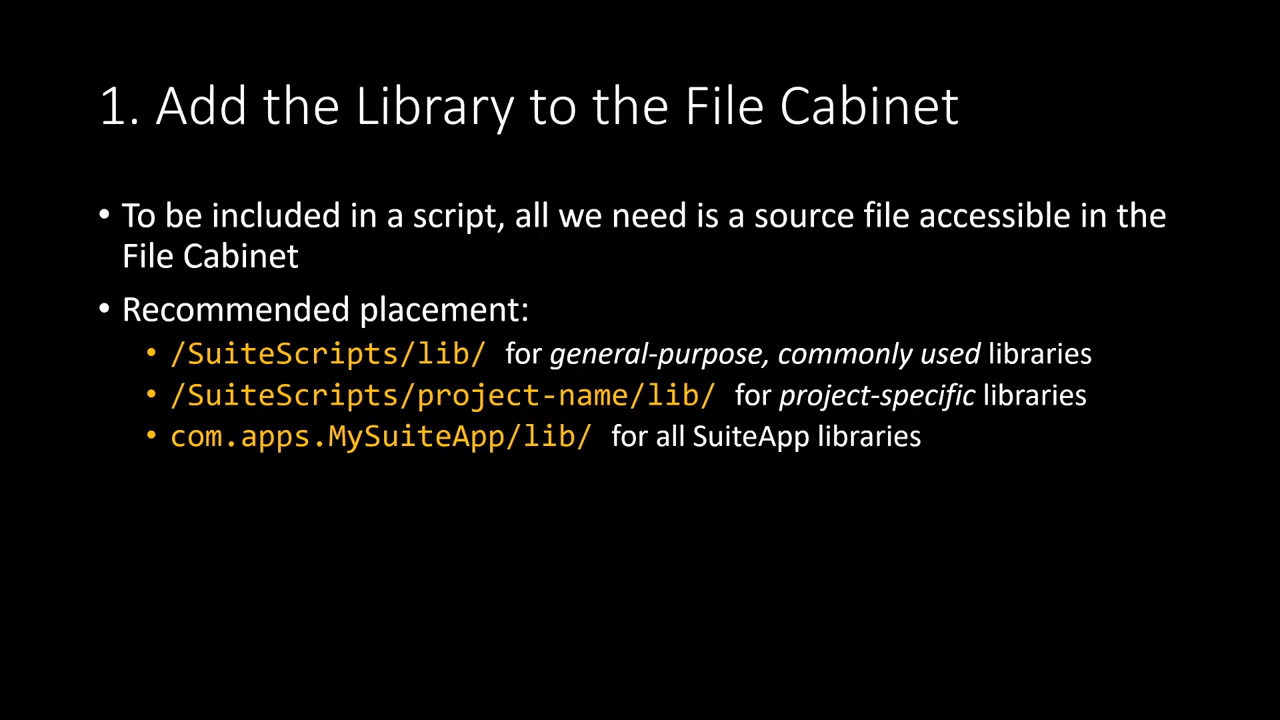 1. Add the Library to the File Cabinet
• To be included in a script, all we need is a source file accessible in the
File Cabinet
• Recommended placement:
• /SuiteScripts/lib/ for general-purpose, commonly used libraries
• /SuiteScripts/project-name/lib/ for project-specific libraries
• com.apps.MySuiteApp/lib/ for all SuiteApp libraries